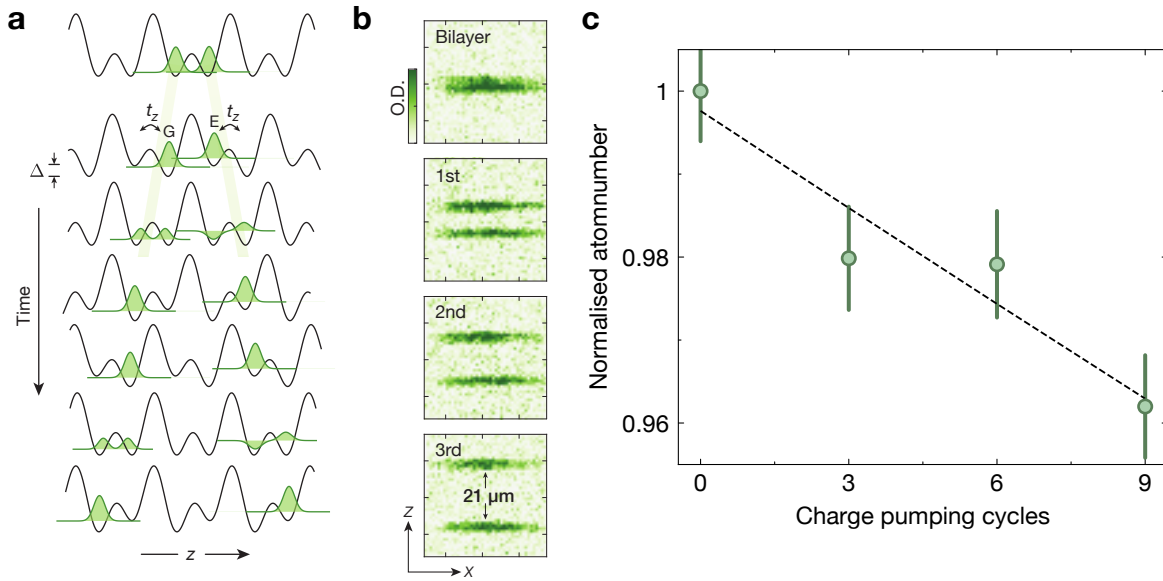 a
t_z
t_z
G
E
Δ
Time
z
b
O.D.
Bilayer
1st
2nd
3rd
21 µm
z
x
c
Normalised atomnumber
1
0.98
0.96
0
3
6
9
Charge pumping cycles